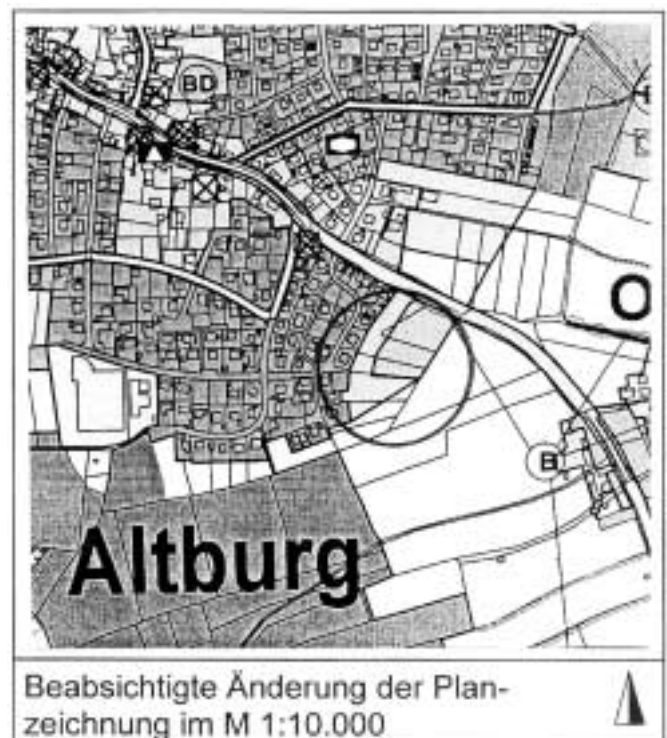 BD
O
B
Altburg
Beabsichtigte Änderung der Plan-
zeichnung im M 1:10.000